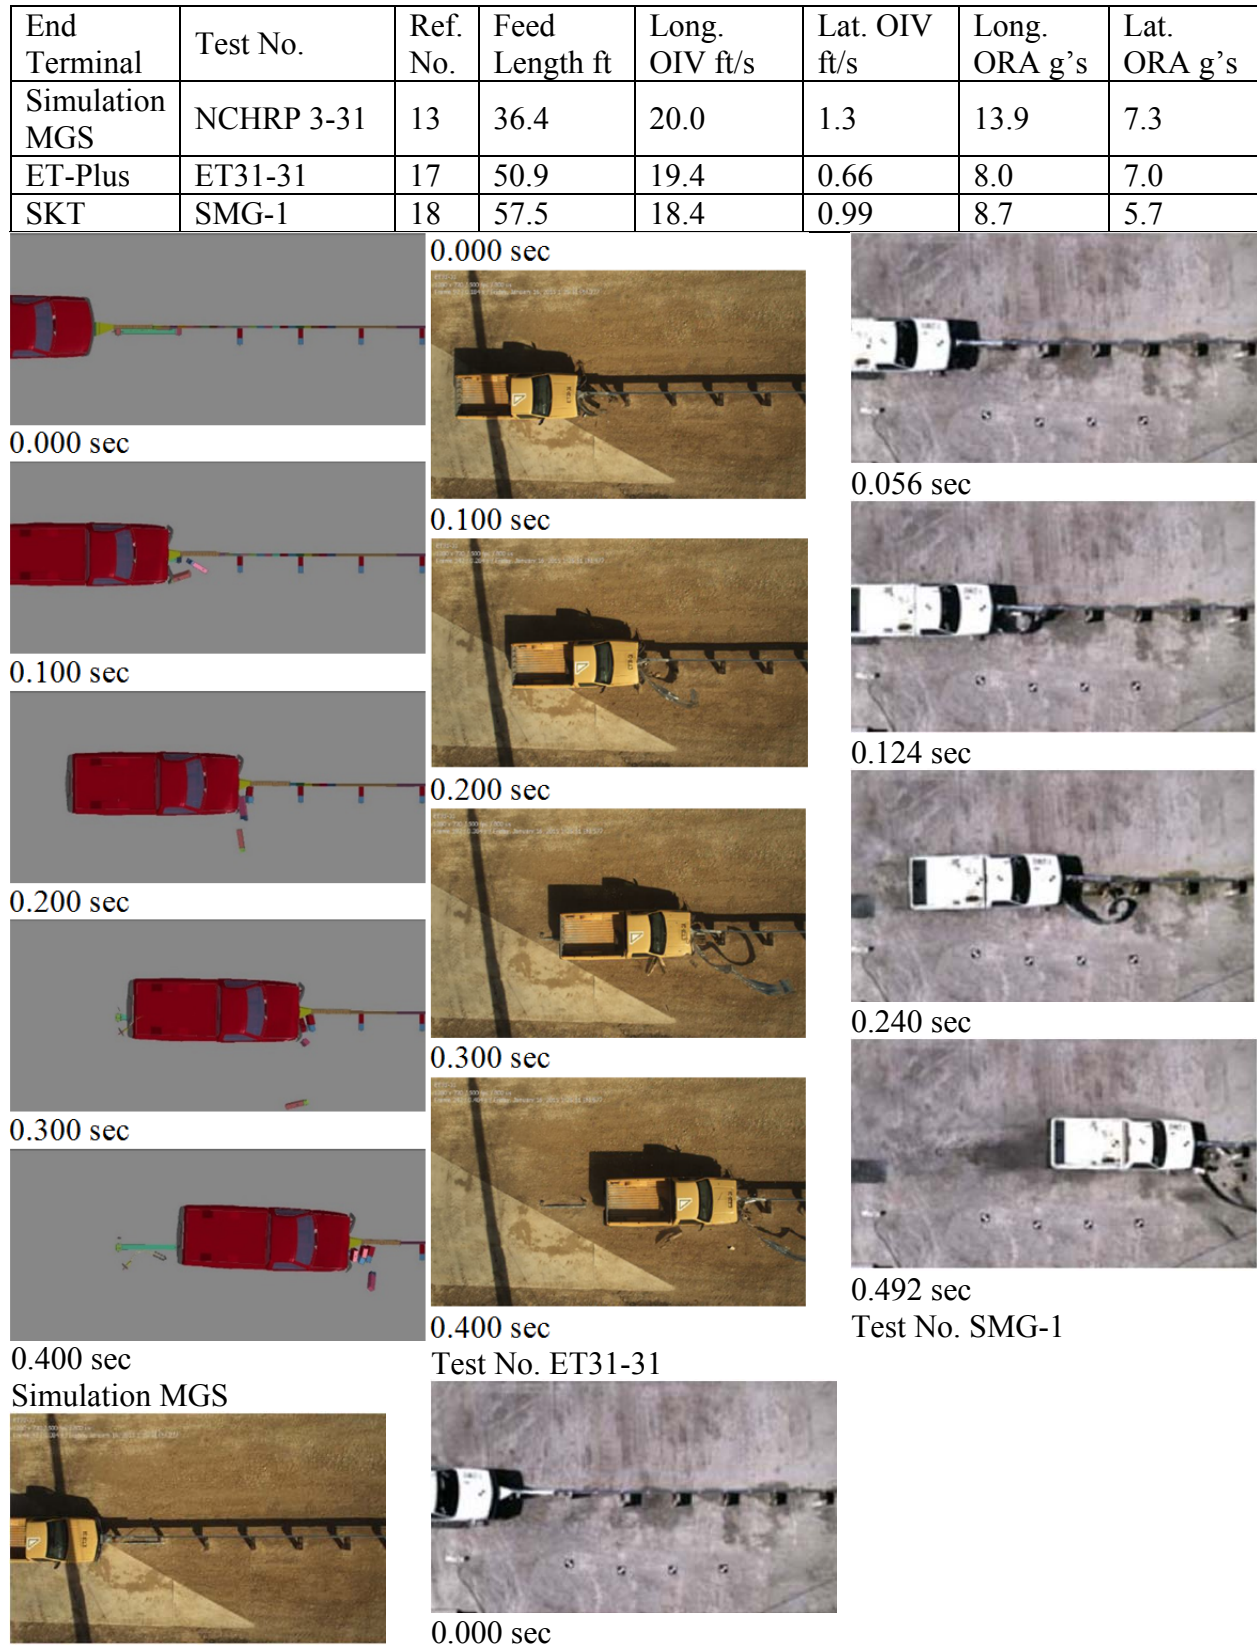 End Terminal | Test No. | Ref. No. | Feed Length ft | Long. OIV ft/s | Lat. OIV ft/s | Long. ORA g’s | Lat. ORA g’s
Simulation MGS | NCHRP 3-31 | 13 | 36.4 | 20.0 | 1.3 | 13.9 | 7.3
ET-Plus | ET31-31 | 17 | 50.9 | 19.4 | 0.66 | 8.0 | 7.0
SKT | SMG-1 | 18 | 57.5 | 18.4 | 0.99 | 8.7 | 5.7
0.000 sec
0.100 sec
0.200 sec
0.300 sec
0.400 sec
Simulation MGS
0.000 sec
0.100 sec
0.200 sec
0.300 sec
0.400 sec
Test No. ET31-31
0.000 sec
0.056 sec
0.124 sec
0.240 sec
0.492 sec
Test No. SMG-1